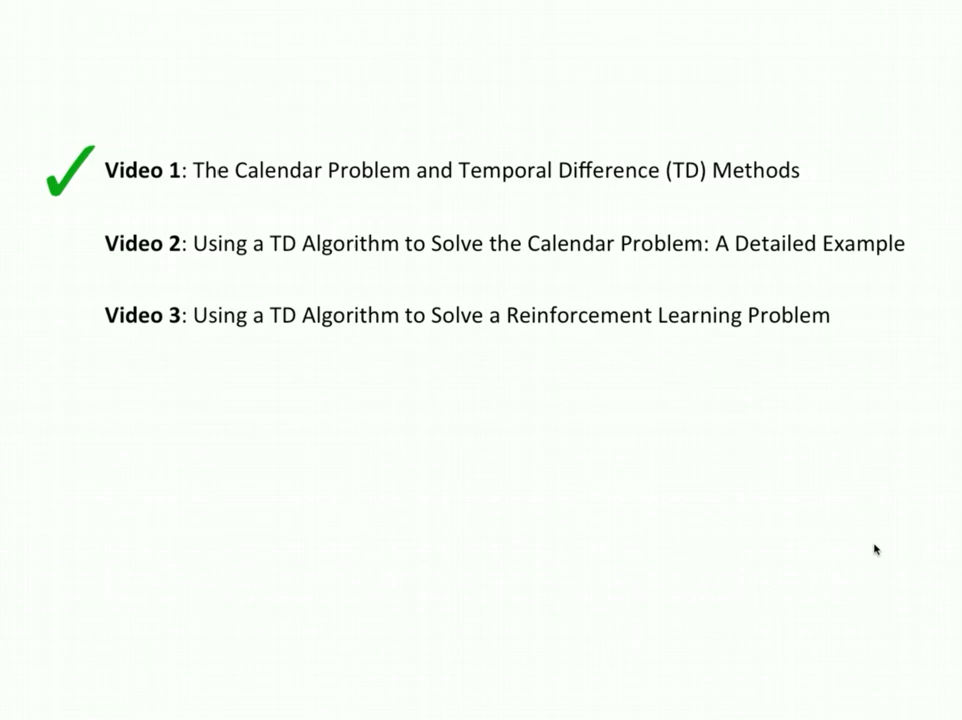 Video 1: The Calendar Problem and Temporal Difference (TD) Methods
Video 2: Using a TD Algorithm to Solve the Calendar Problem: A Detailed Example
Video 3: Using a TD Algorithm to Solve a Reinforcement Learning Problem